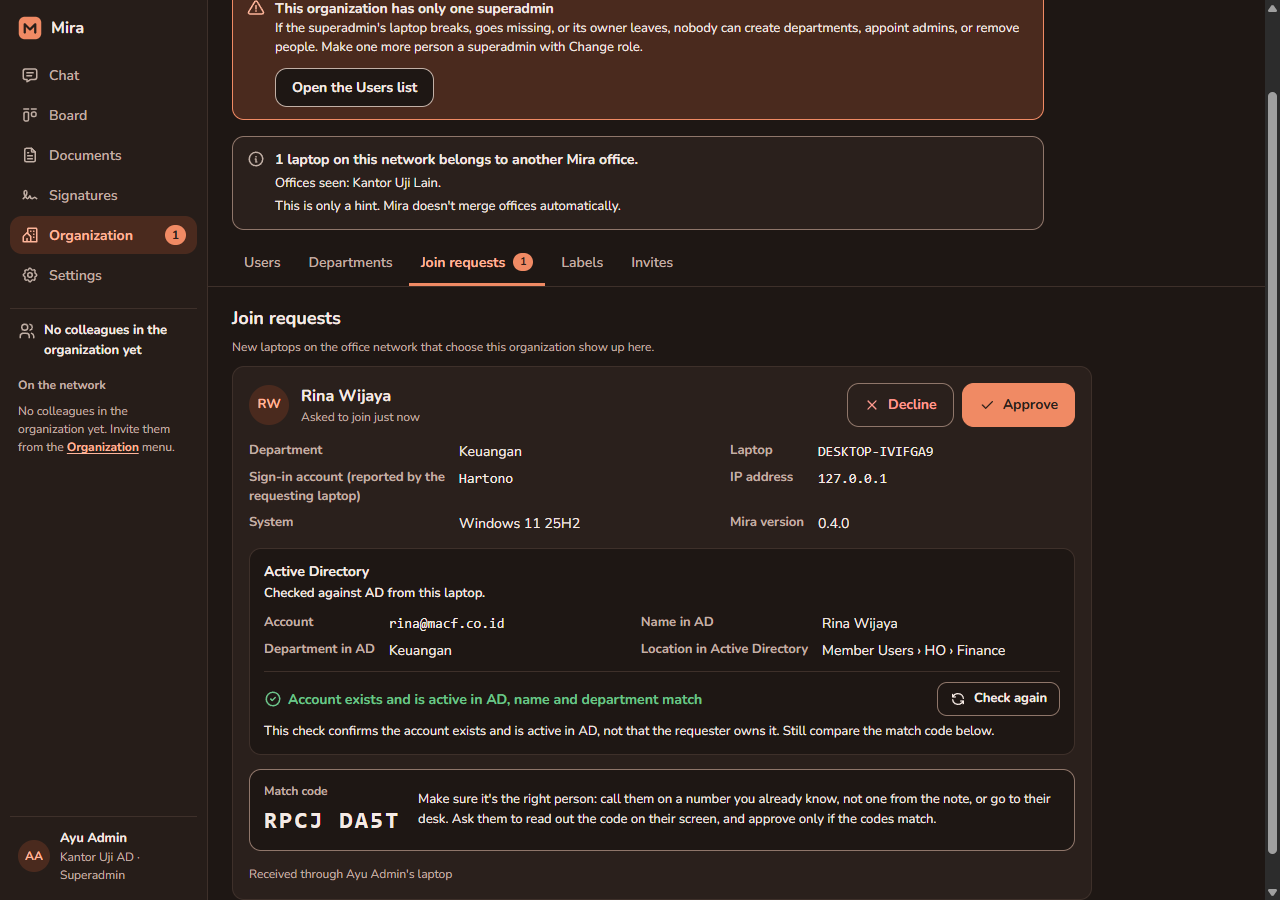 Mira
Chat
Board
Documents
Signatures
Organization 1
Settings
No colleagues in the
organization yet
On the network
No colleagues in the
organization yet. Invite them
from the Organization menu.
AA
Ayu Admin
Kantor Uji AD ·
Superadmin
This organization has only one superadmin
If the superadmin's laptop breaks, goes missing, or its owner leaves, nobody can create departments, appoint admins, or remove
people. Make one more person a superadmin with Change role.
Open the Users list
1 laptop on this network belongs to another Mira office.
Offices seen: Kantor Uji Lain.
This is only a hint. Mira doesn't merge offices automatically.
Users Departments Join requests 1 Labels Invites
Join requests
New laptops on the office network that choose this organization show up here.
RW
Rina Wijaya
Asked to join just now
Decline Approve
Department Keuangan Laptop DESKTOP-IVIFGA9
Sign-in account (reported by the
requesting laptop) Hartono IP address 127.0.0.1
System Windows 11 25H2 Mira version 0.4.0
Active Directory
Checked against AD from this laptop.
Account rina@macf.co.id Name in AD Rina Wijaya
Department in AD Keuangan Location in Active Directory Member Users › HO › Finance
Account exists and is active in AD, name and department match Check again
This check confirms the account exists and is active in AD, not that the requester owns it. Still compare the match code below.
Match code
RPCJ DA5T
Make sure it's the right person: call them on a number you already know, not one from the note, or go to their
desk. Ask them to read out the code on their screen, and approve only if the codes match.
Received through Ayu Admin's laptop